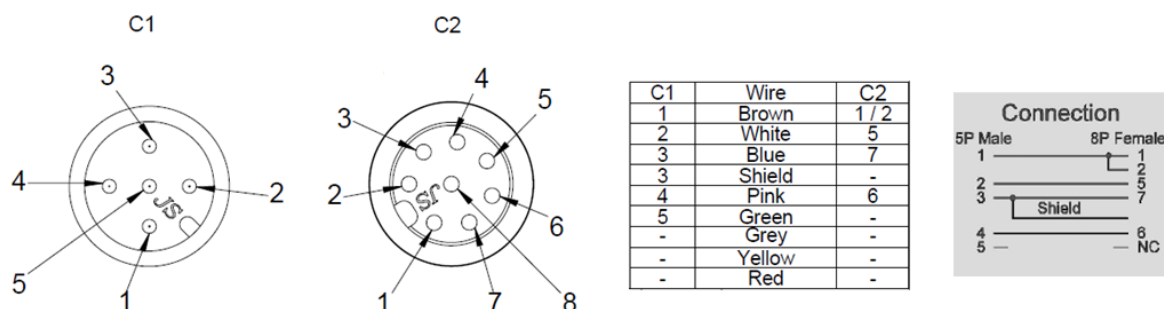 C1
3
4
2
5
1
C2
4
3
5
2
6
1
7
8
JS
JS
C1 Wire C2
1 Brown 1 / 2
2 White 5
3 Blue 7
3 Shield -
4 Pink 6
5 Green -
- Grey -
- Yellow -
- Red -
Connection
5P Male 8P Female
1 1
2
2 5
3 7
Shield
4 6
5 NC